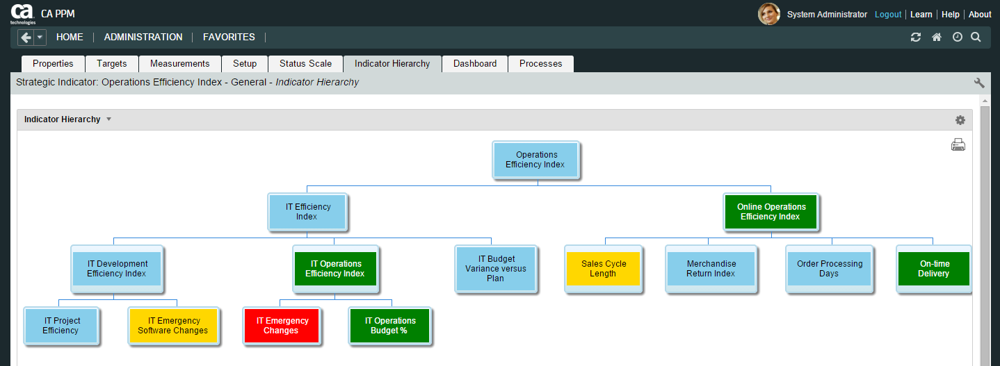 ca
technologies
CA PPM
System Administrator
Logout
Learn
Help
About
HOME
ADMINISTRATION
FAVORITES
Properties
Targets
Measurements
Setup
Status Scale
Indicator Hierarchy
Dashboard
Processes
Strategic Indicator: Operations Efficiency Index - General - Indicator Hierarchy
Indicator Hierarchy
Operations
Efficiency Index
IT Efficiency
Index
Online Operations
Efficiency Index
IT Development
Efficiency Index
IT Operations
Efficiency Index
IT Budget
Variance versus
Plan
Sales Cycle
Length
Merchandise
Return Index
Order Processing
Days
On-time
Delivery
IT Project
Efficiency
IT Emergency
Software Changes
IT Emergency
Changes
IT Operations
Budget %